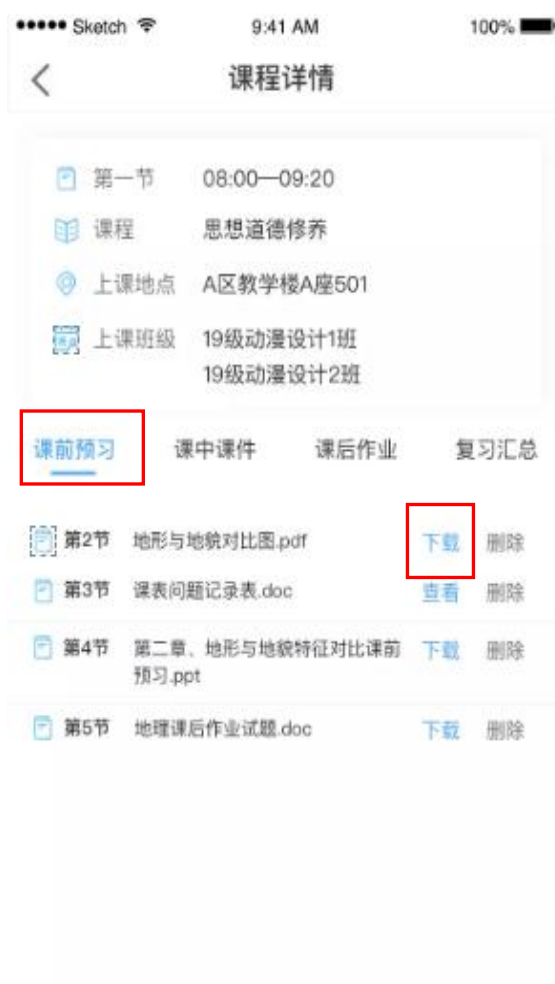 Sketch 9:41 AM 100%
课程详情
第一节 08:00—09:20
课程 思想道德修养
上课地点 A区教学楼A座501
上课班级 19级动漫设计1班
19级动漫设计2班
课前预习 课中课件 课后作业 复习汇总
第2节 地形与地貌对比图.pdf 下载 删除
第3节 课表问题记录表.doc 查看 删除
第4节 第二章、地形与地貌特征对比课前 下载 删除
预习.ppt
第5节 地理课后作业试题.doc 下载 删除